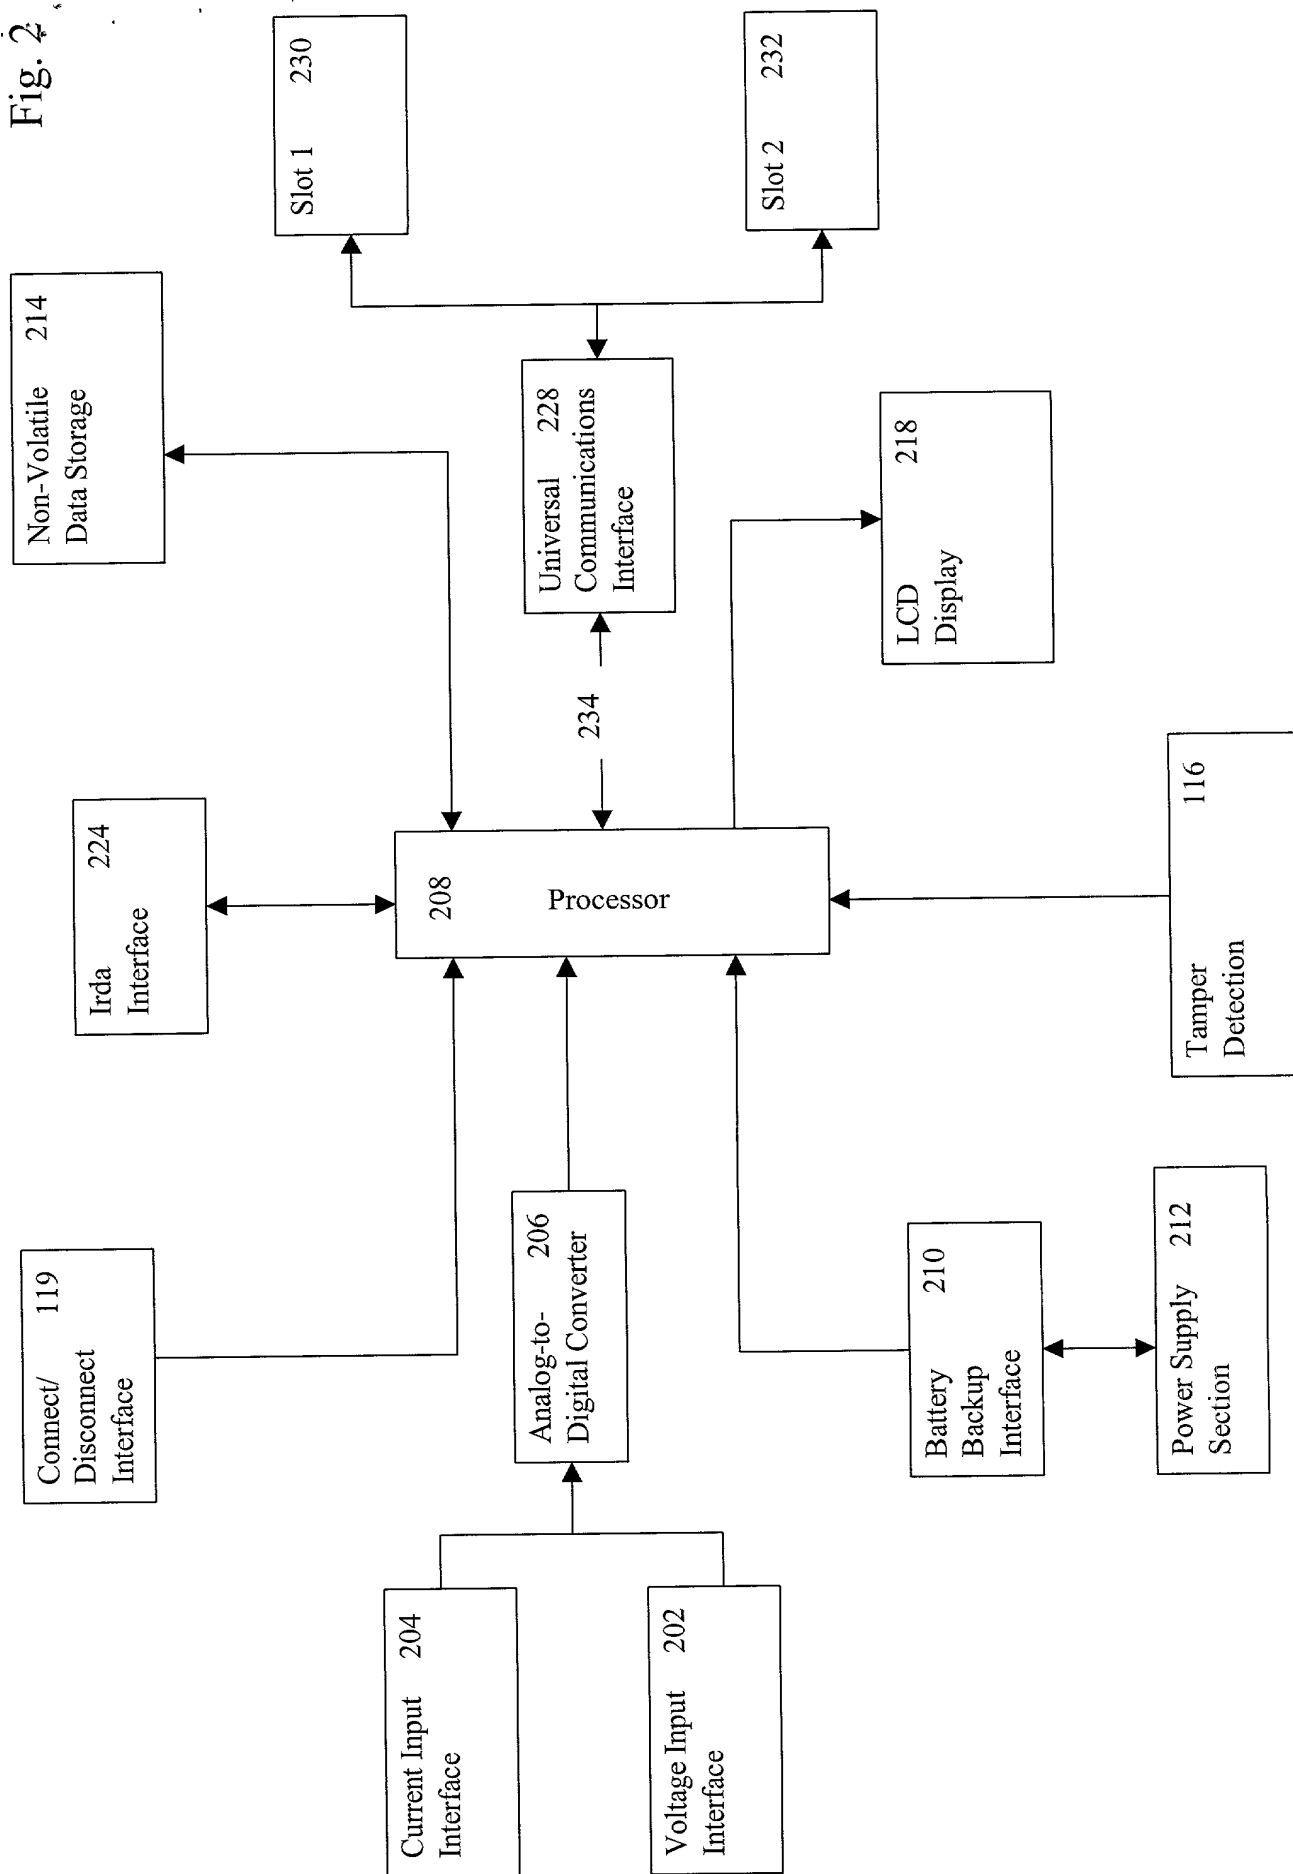 Fig. 2
Connect/ 119
Disconnect
Interface
Irda 224
Interface
Non-Volatile 214
Data Storage
Slot 1 230
Current Input 204
Interface
Voltage Input 202
Interface
Analog-to- 206
Digital Converter
208
Processor
234
Universal 228
Communications
Interface
Slot 2 232
Battery 210
Backup
Interface
LCD 218
Display
Power Supply 212
Section
Tamper 116
Detection